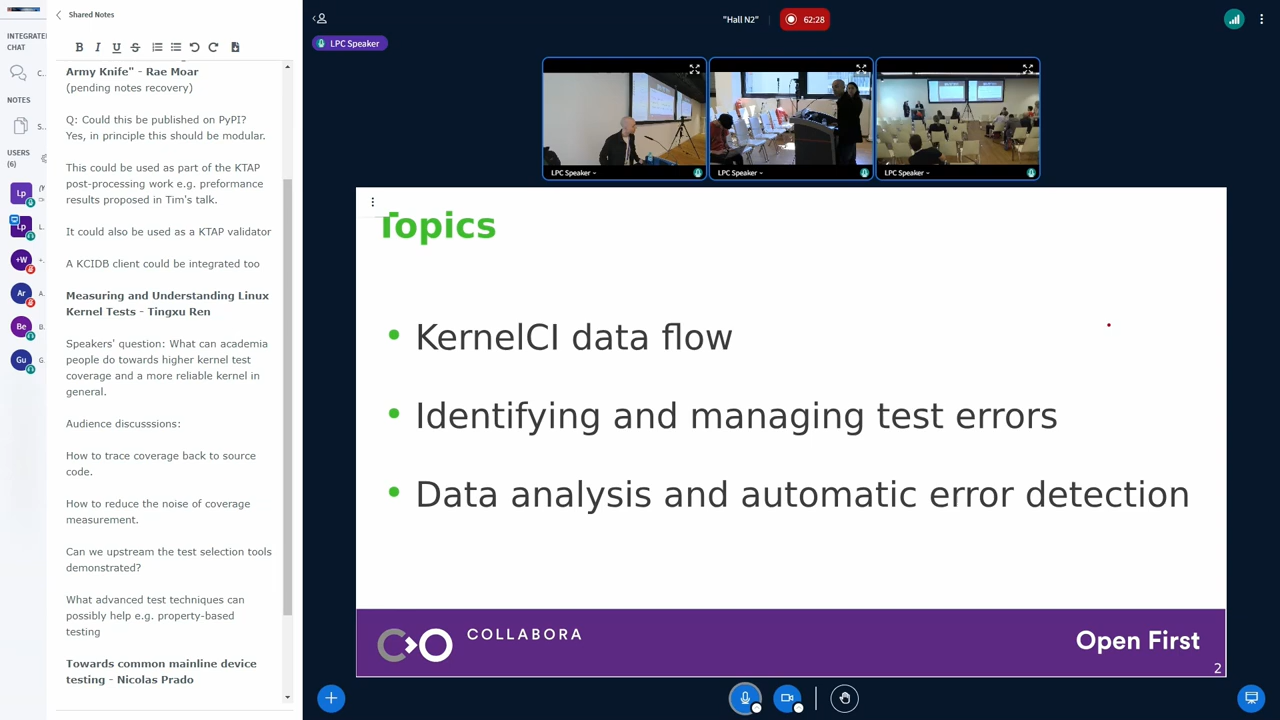 Shared Notes
INTEGRATE
CHAT
C..
NOTES
S..
USERS
(6)
Lp
Lp
L..
+W
+..
Ar
A.
Be
B.
Gu
G.
Army Knife" - Rae Moar
(pending notes recovery)
Q: Could this be published on PyPI?
Yes, in principle this should be modular.
This could be used as part of the KTAP
post-processing work e.g. preformance
results proposed in Tim's talk.
It could also be used as a KTAP validator
A KCIDB client could be integrated too
Measuring and Understanding Linux
Kernel Tests - Tingxu Ren
Speakers' question: What can academia
people do towards higher kernel test
coverage and a more reliable kernel in
general.
Audience discusssions:
How to trace coverage back to source
code.
How to reduce the noise of coverage
measurement.
Can we upstream the test selection tools
demonstrated?
What advanced test techniques can
possibly help e.g. property-based
testing
Towards common mainline device
testing - Nicolas Prado
"Hall N2"
62:28
LPC Speaker
LPC Speaker
LPC Speaker
LPC Speaker
Topics
KernelCI data flow
Identifying and managing test errors
Data analysis and automatic error detection
COLLABORA
Open First
2